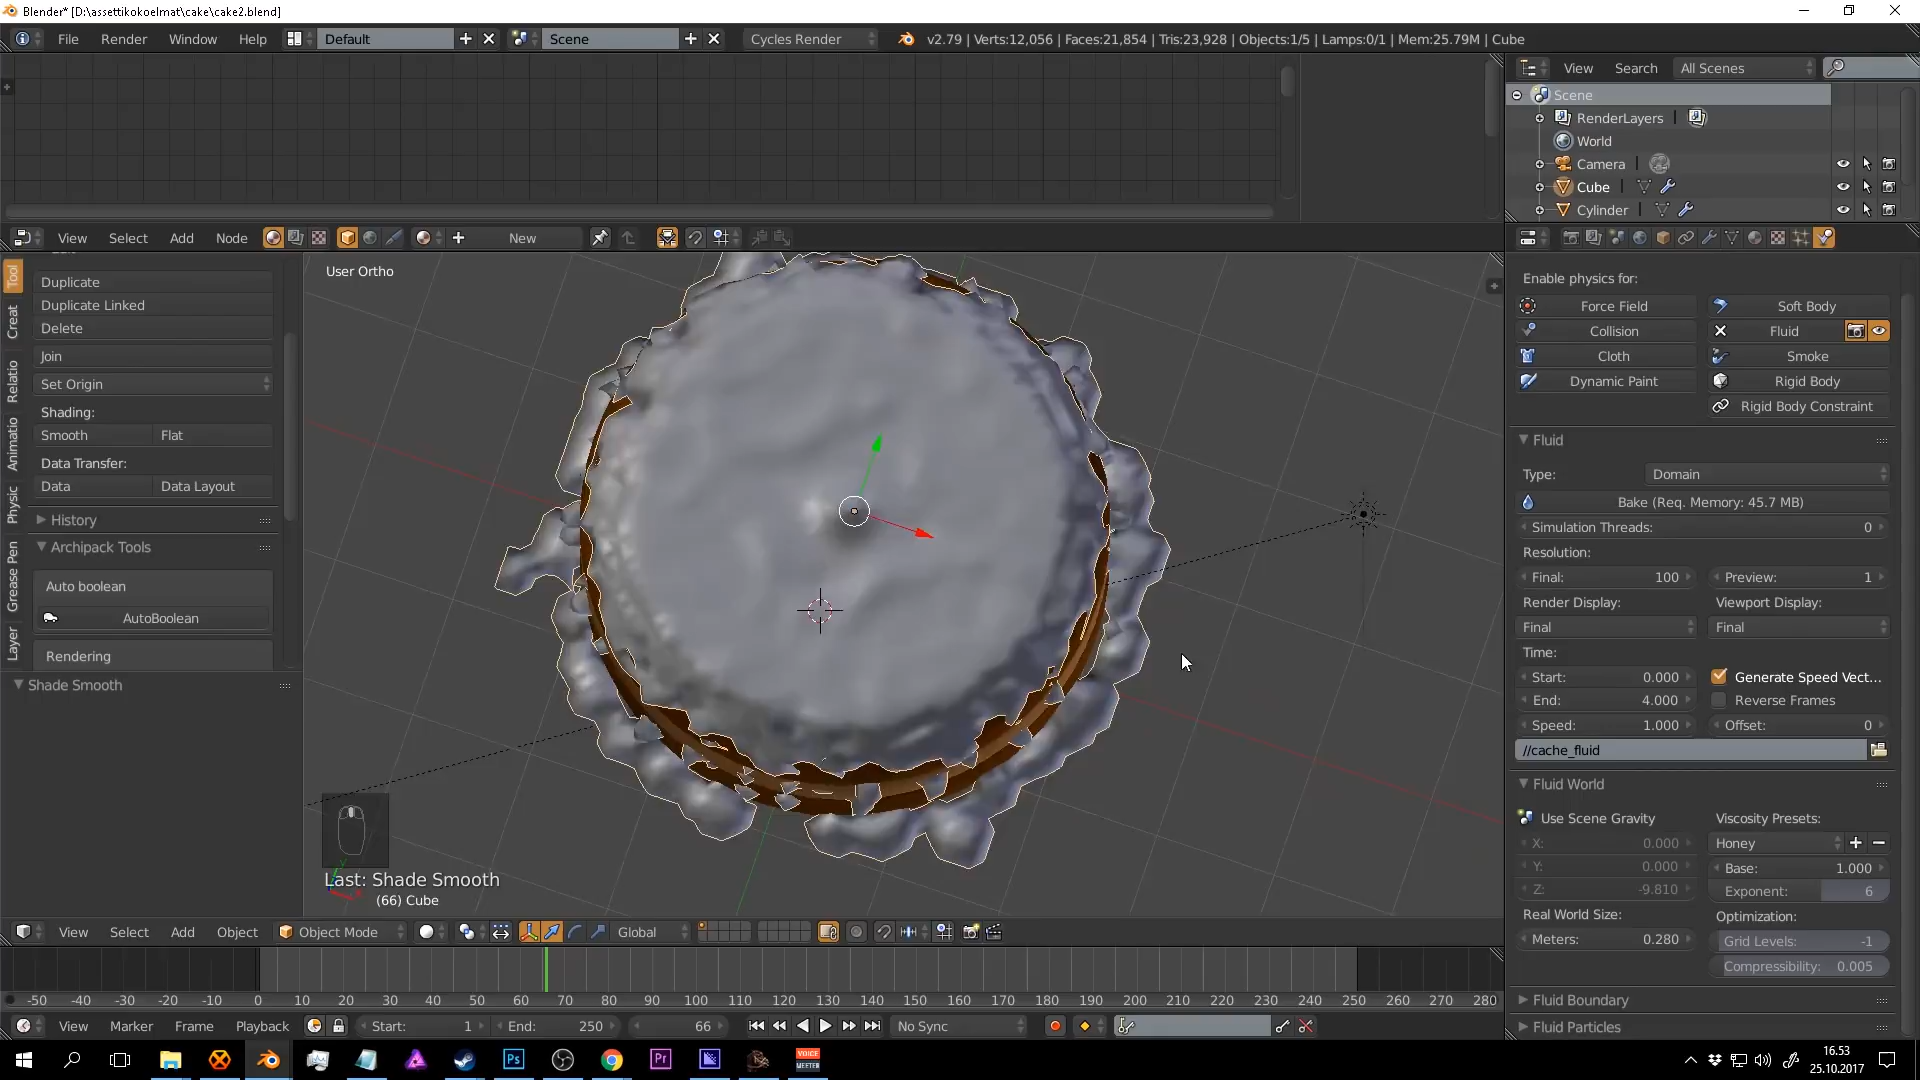 Blender* [D:\assettikokoelmat\cake\cake2.blend]
File Render Window Help Default Scene Cycles Render v2.79 | Verts:12,056 | Faces:21,854 | Tris:23,928 | Objects:1/5 | Lamps:0/1 | Mem:25.79M | Cube
View Search All Scenes
Scene
RenderLayers
World
Camera
Cube
Cylinder
View Select Add Node New
Tool
Creat
Relatio
Animatio
Physic
Grease Pen
Layer
Duplicate
Duplicate Linked
Delete
Join
Set Origin
Shading:
Smooth Flat
Data Transfer:
Data Data Layout
History
Archipack Tools
Auto boolean
AutoBoolean
Rendering
Shade Smooth
User Ortho
Last: Shade Smooth
(66) Cube
Enable physics for:
Force Field Soft Body
Collision Fluid
Cloth Smoke
Dynamic Paint Rigid Body
Rigid Body Constraint
Fluid
Type: Domain
Bake (Req. Memory: 45.7 MB)
Simulation Threads: 0
Resolution:
Final: 100 Preview: 1
Render Display: Viewport Display:
Final Final
Time:
Start: 0.000 Generate Speed Vect...
End: 4.000 Reverse Frames
Speed: 1.000 Offset: 0
//cache_fluid
Fluid World
Use Scene Gravity Viscosity Presets:
X: 0.000 Honey
Y: 0.000 Base: 1.000
Z: -9.810 Exponent: 6
Real World Size: Optimization:
Meters: 0.280 Grid Levels: -1
Compressibility: 0.005
Fluid Boundary
Fluid Particles
View Select Add Object Object Mode Global
-50 -40 -30 -20 -10 0 10 20 30 40 50 60 70 80 90 100 110 120 130 140 150 160 170 180 190 200 210 220 230 240 250 260 270 280
View Marker Frame Playback Start: 1 End: 250 66 No Sync
Ps
Pr
VOICE
MEETER
16.53
25.10.2017